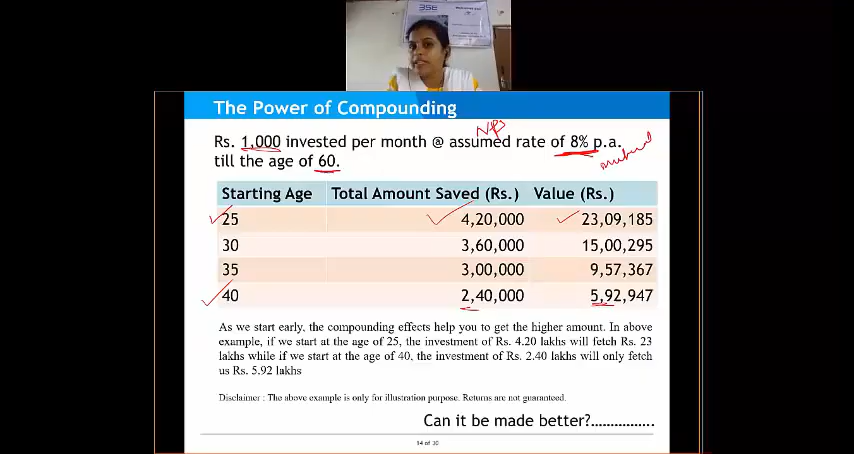 BSE
The Power of Compounding
Rs. 1,000 invested per month @ assumed rate of 8% p.a.
till the age of 60.
Starting Age Total Amount Saved (Rs.) Value (Rs.)
25 4,20,000 23,09,185
30 3,60,000 15,00,295
35 3,00,000 9,57,367
40 2,40,000 5,92,947
As we start early, the compounding effects help you to get the higher amount. In above
example, if we start at the age of 25, the investment of Rs. 4.20 lakhs will fetch Rs. 23
lakhs while if we start at the age of 40, the investment of Rs. 2.40 lakhs will only fetch
us Rs. 5.92 lakhs
Disclaimer : The above example is only for illustration purpose. Returns are not guaranteed.
Can it be made better?................
14 of 30